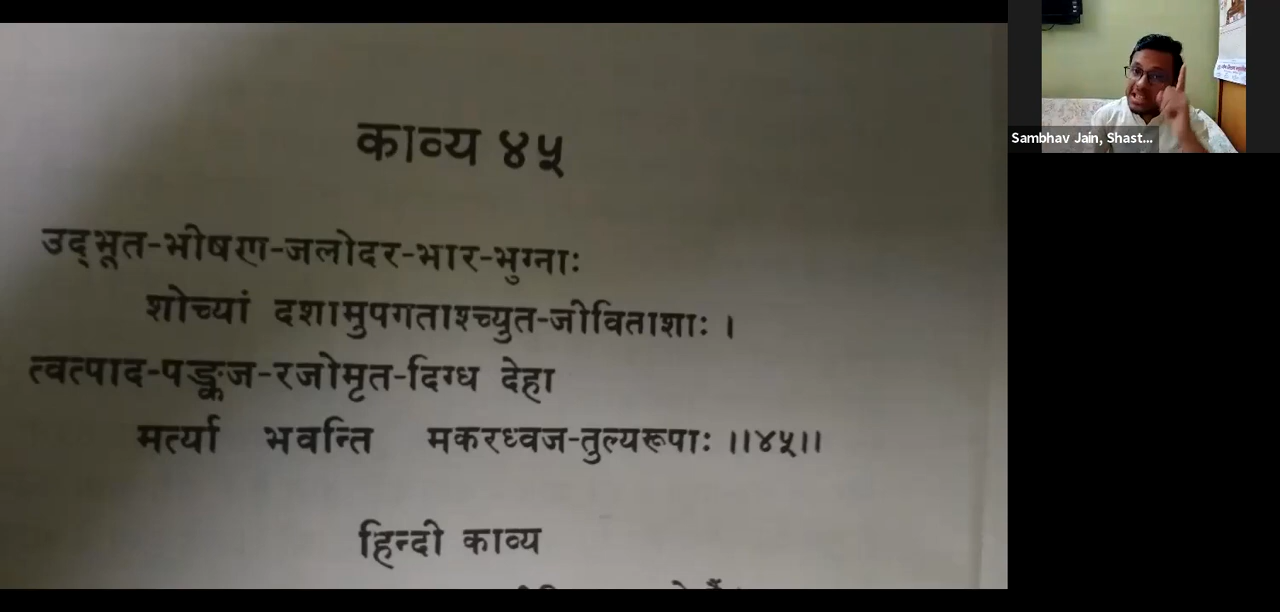 काव्य ४५
उद्‌भूत-भीषण-जलोदर-भार-भुग्नाः
शोच्यां दशामुपगताश्च्युत-जीविताशाः ।
त्वत्पाद-पङ्कज-रजोमृत-दिग्ध देहा
मर्त्या भवन्ति मकरध्वज-तुल्यरूपाः ।।४५।।
हिन्दी काव्य
Sambhav Jain, Shast...